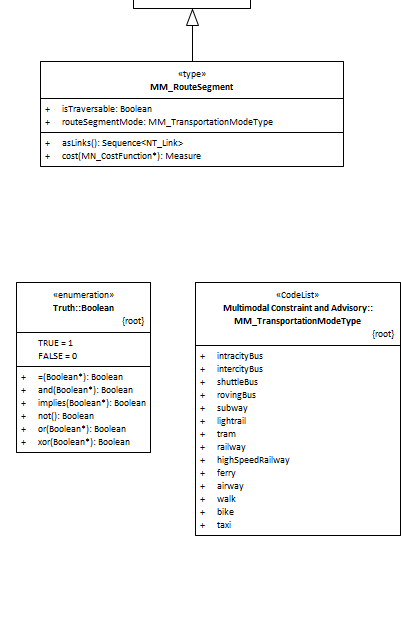 «type»
MM_RouteSegment
+ isTraversable: Boolean
+ routeSegmentMode: MM_TransportationModeType
+ asLinks(): Sequence<NT_Link>
+ cost(MN_CostFunction*): Measure
«enumeration»
Truth::Boolean
{root}
TRUE = 1
FALSE = 0
+ =(Boolean*): Boolean
+ and(Boolean*): Boolean
+ implies(Boolean*): Boolean
+ not(): Boolean
+ or(Boolean*): Boolean
+ xor(Boolean*): Boolean
«CodeList»
Multimodal Constraint and Advisory::
MM_TransportationModeType
{root}
+ intracityBus
+ intercityBus
+ shuttleBus
+ rovingBus
+ subway
+ lightrail
+ tram
+ railway
+ highSpeedRailway
+ ferry
+ airway
+ walk
+ bike
+ taxi